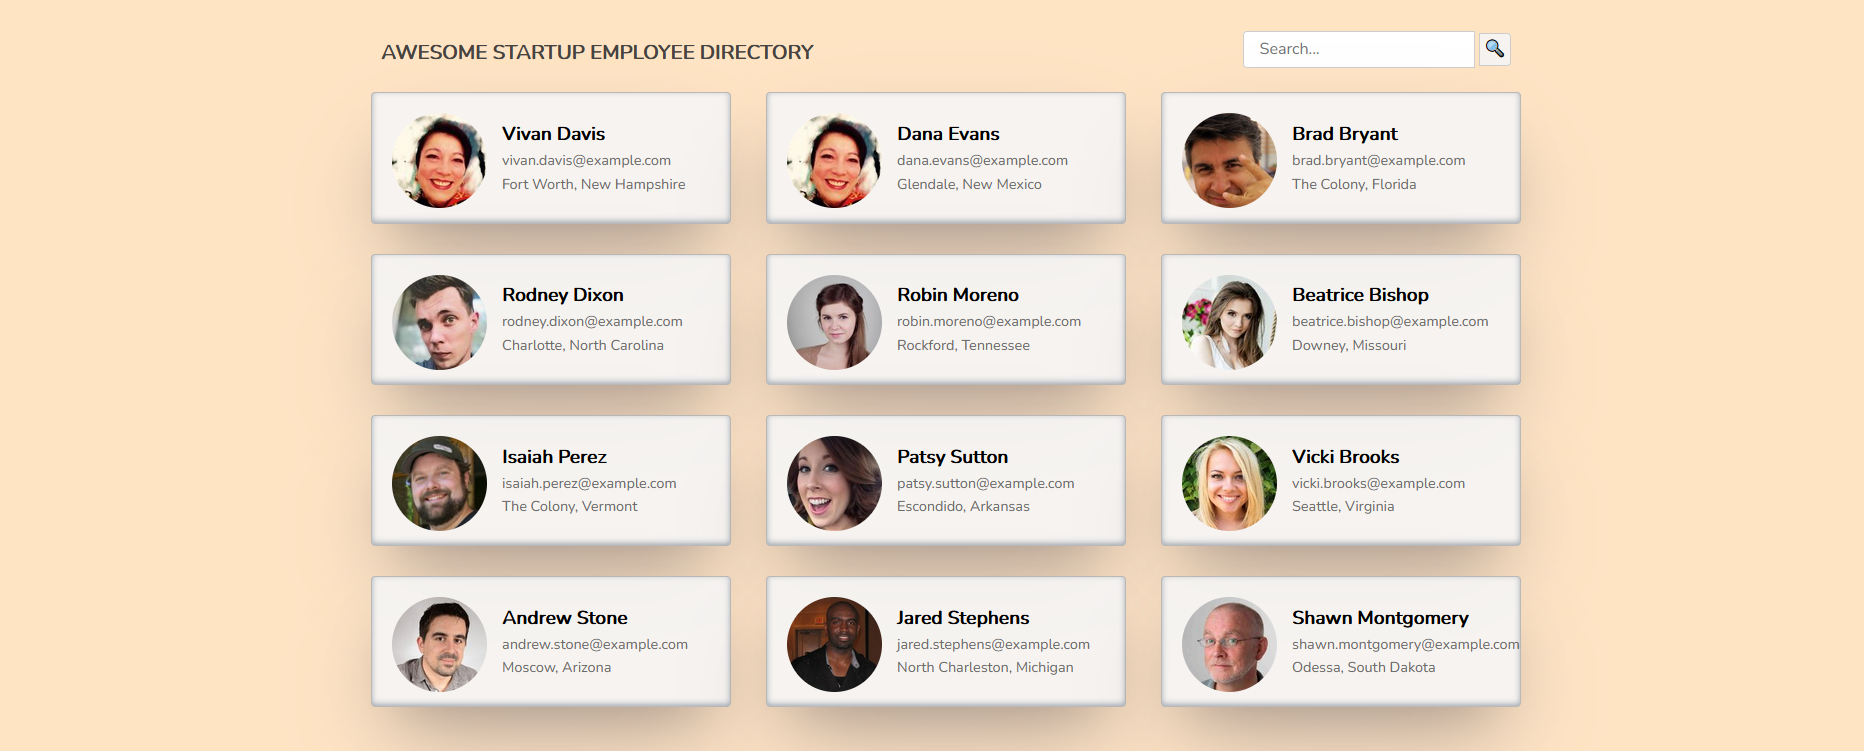 AWESOME STARTUP EMPLOYEE DIRECTORY
Search...
Vivan Davis
vivan.davis@example.com
Fort Worth, New Hampshire
Dana Evans
dana.evans@example.com
Glendale, New Mexico
Brad Bryant
brad.bryant@example.com
The Colony, Florida
Rodney Dixon
rodney.dixon@example.com
Charlotte, North Carolina
Robin Moreno
robin.moreno@example.com
Rockford, Tennessee
Beatrice Bishop
beatrice.bishop@example.com
Downey, Missouri
Isaiah Perez
isaiah.perez@example.com
The Colony, Vermont
Patsy Sutton
patsy.sutton@example.com
Escondido, Arkansas
Vicki Brooks
vicki.brooks@example.com
Seattle, Virginia
Andrew Stone
andrew.stone@example.com
Moscow, Arizona
Jared Stephens
jared.stephens@example.com
North Charleston, Michigan
Shawn Montgomery
shawn.montgomery@example.com
Odessa, South Dakota